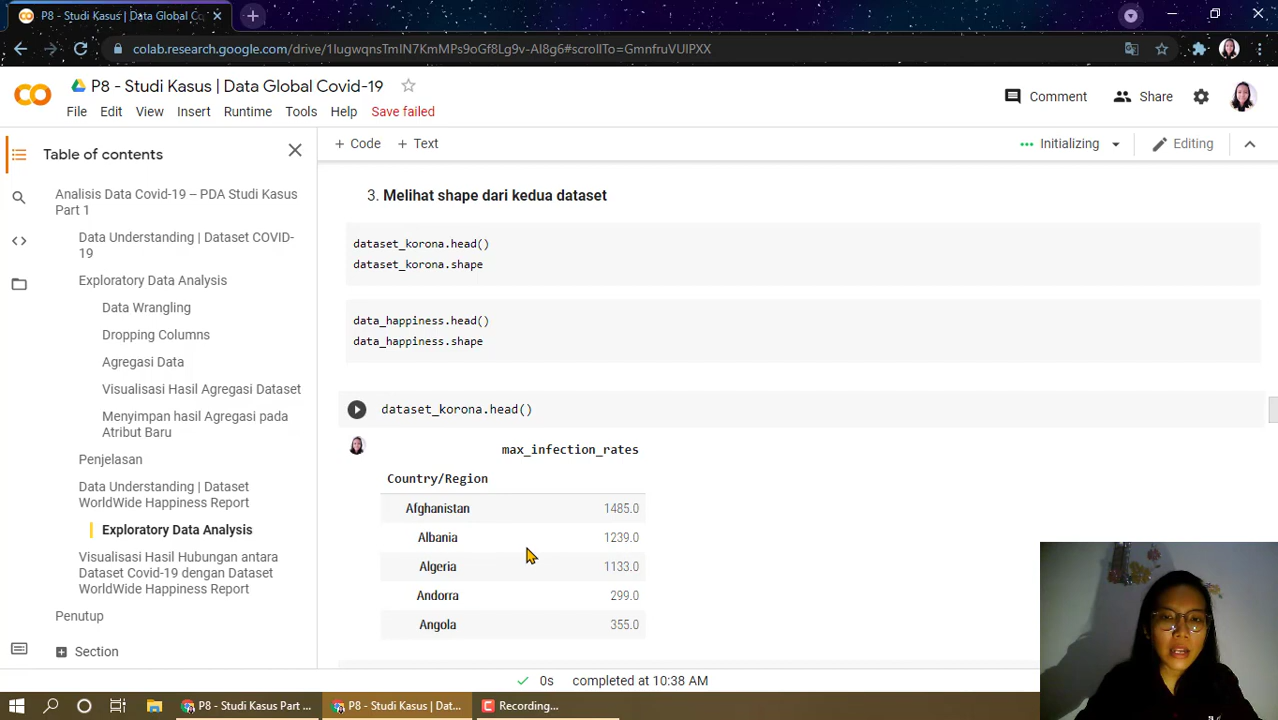 P8 - Studi Kasus | Data Global Co
colab.research.google.com/drive/1lugwqnsTmIN7KmMPs9oGf8Lg9v-AI8g6#scrollTo=GmnfruVUIPXX
P8 - Studi Kasus | Data Global Covid-19
File Edit View Insert Runtime Tools Help Save failed
Comment Share
Table of contents
+ Code + Text
Initializing
Editing
Analisis Data Covid-19 – PDA Studi Kasus
Part 1
Data Understanding | Dataset COVID-
19
Exploratory Data Analysis
Data Wrangling
Dropping Columns
Agregasi Data
Visualisasi Hasil Agregasi Dataset
Menyimpan hasil Agregasi pada
Atribut Baru
Penjelasan
Data Understanding | Dataset
WorldWide Happiness Report
Exploratory Data Analysis
Visualisasi Hasil Hubungan antara
Dataset Covid-19 dengan Dataset
WorldWide Happiness Report
Penutup
Section
3. Melihat shape dari kedua dataset
dataset_korona.head()
dataset_korona.shape
data_happiness.head()
data_happiness.shape
dataset_korona.head()
max_infection_rates
Country/Region
Afghanistan 1485.0
Albania 1239.0
Algeria 1133.0
Andorra 299.0
Angola 355.0
0s completed at 10:38 AM
P8 - Studi Kasus Part ...
P8 - Studi Kasus | Dat...
Recording...